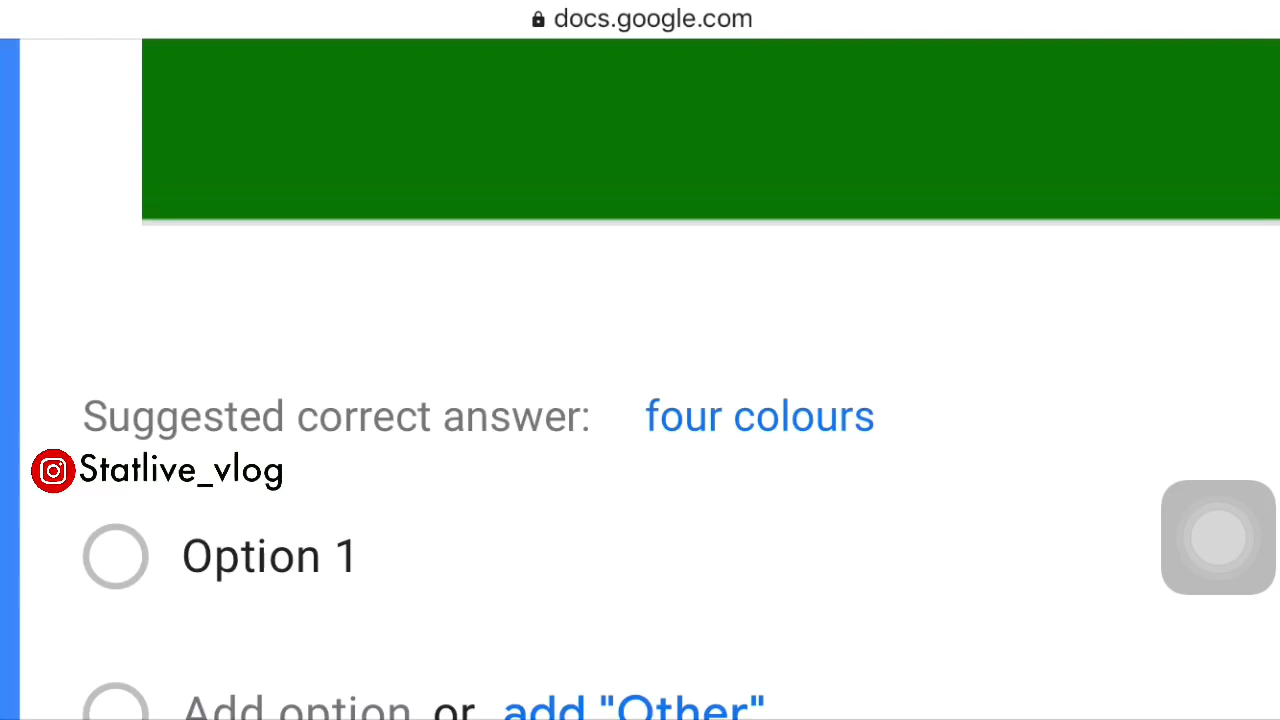 docs.google.com
Suggested correct answer: four colours
Statlive_vlog
Option 1
Add option or add "Other"